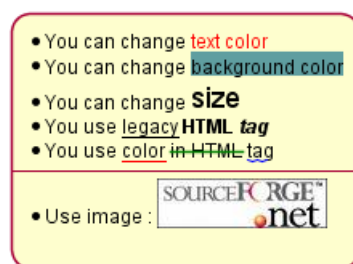 • You can change text color
• You can change background color
• You can change size
• You use legacy HTML tag
• You use color in HTML tag
• Use image : SOURCEFORGE™
.net